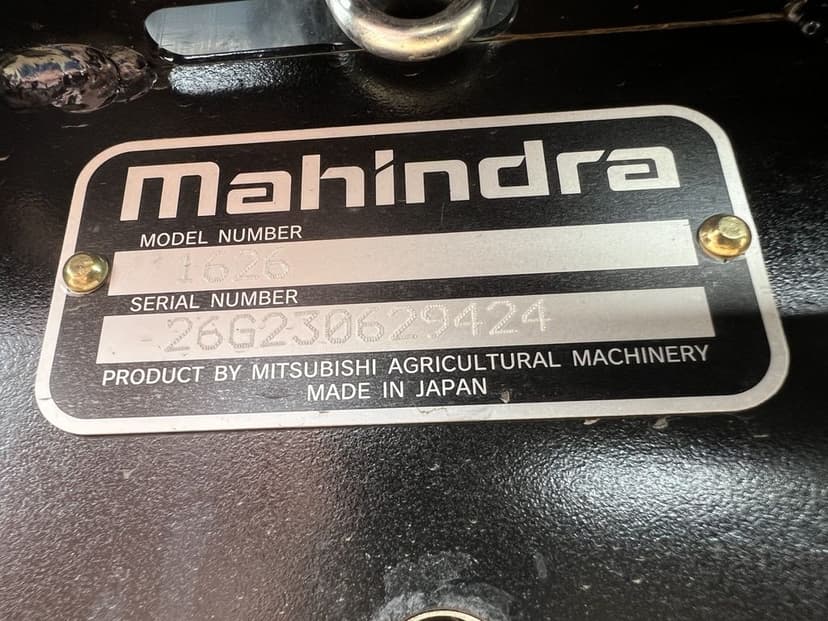 mahindra
MODEL NUMBER
1626
SERIAL NUMBER
26G230629424
PRODUCT BY MITSUBISHI AGRICULTURAL MACHINERY
MADE IN JAPAN